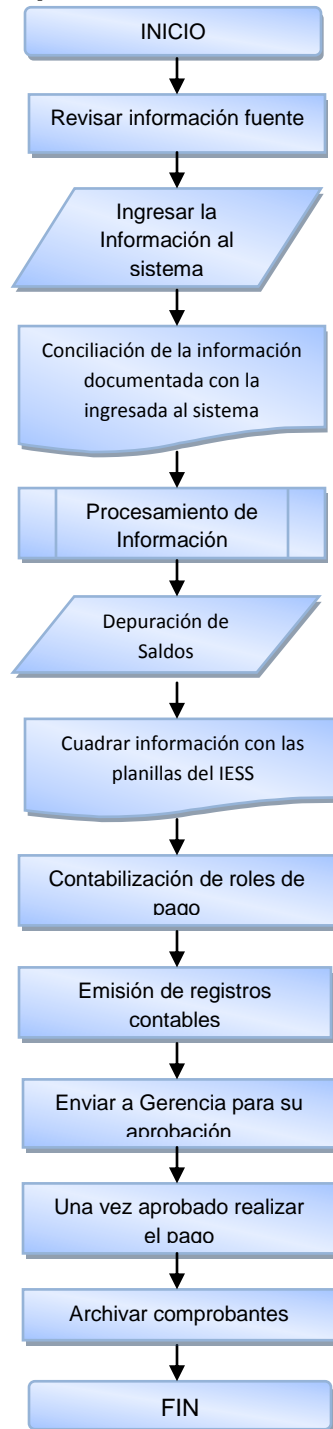 INICIO
Revisar información fuente
Ingresar la
Información al
sistema
Conciliación de la información
documentada con la
ingresada al sistema
Procesamiento de
Información
Depuración de
Saldos
Cuadrar información con las
planillas del IESS
Contabilización de roles de
pago
Emisión de registros
contables
Enviar a Gerencia para su
aprobación
Una vez aprobado realizar
el pago
Archivar comprobantes
FIN